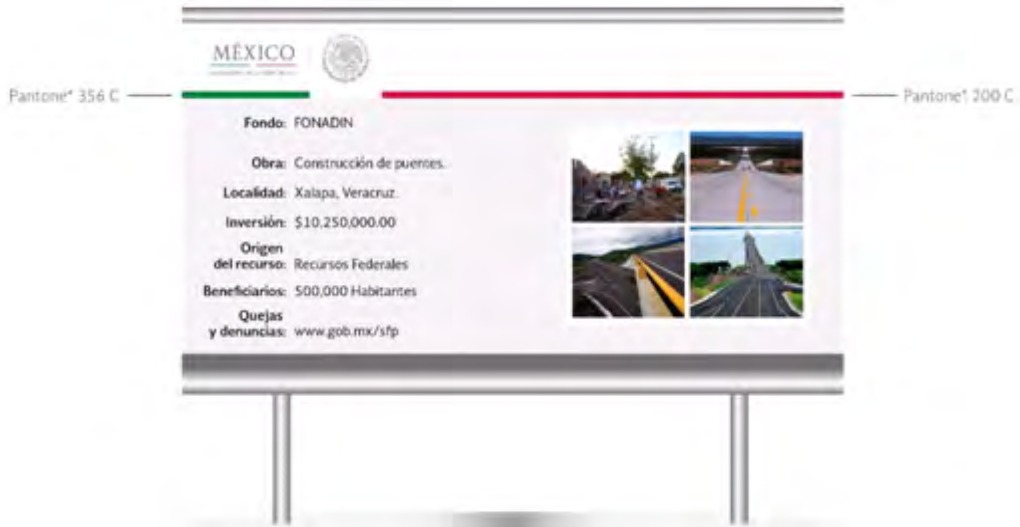 MÉXICO
Pantone® 356 C
Pantone® 200 C
Fondo: FONADIN
Obra: Construcción de puentes.
Localidad: Xalapa, Veracruz.
Inversión: $10,250,000.00
Origen
del recurso: Recursos Federales
Beneficiarios: 500,000 Habitantes
Quejas
y denuncias: www.gob.mx/sfp